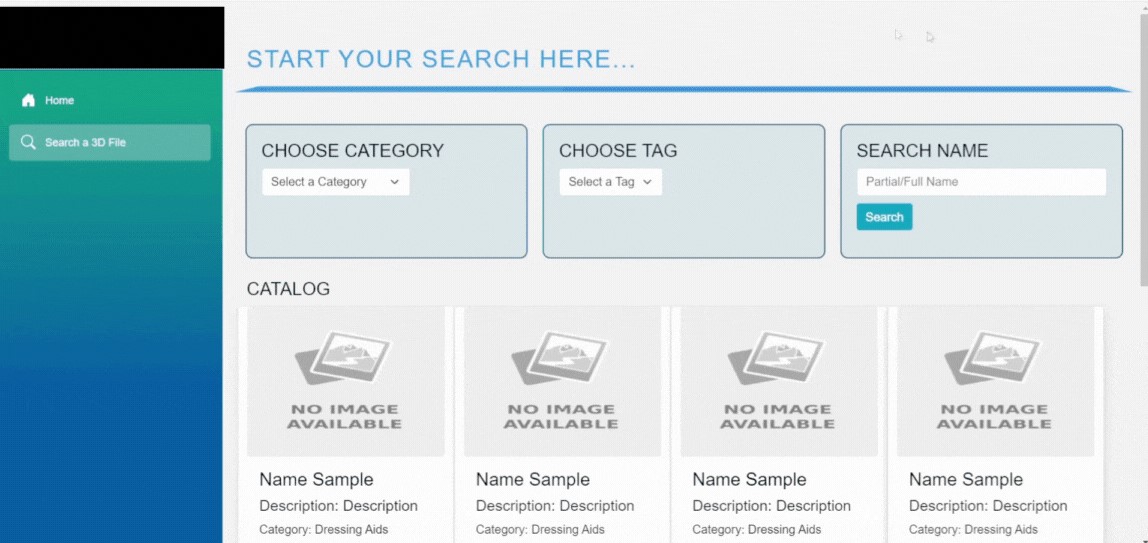 Home
Search a 3D File
START YOUR SEARCH HERE...
CHOOSE CATEGORY
Select a Category
CHOOSE TAG
Select a Tag
SEARCH NAME
Partial/Full Name
Search
CATALOG
NO IMAGE
AVAILABLE
Name Sample
Description: Description
Category: Dressing Aids
NO IMAGE
AVAILABLE
Name Sample
Description: Description
Category: Dressing Aids
NO IMAGE
AVAILABLE
Name Sample
Description: Description
Category: Dressing Aids
NO IMAGE
AVAILABLE
Name Sample
Description: Description
Category: Dressing Aids